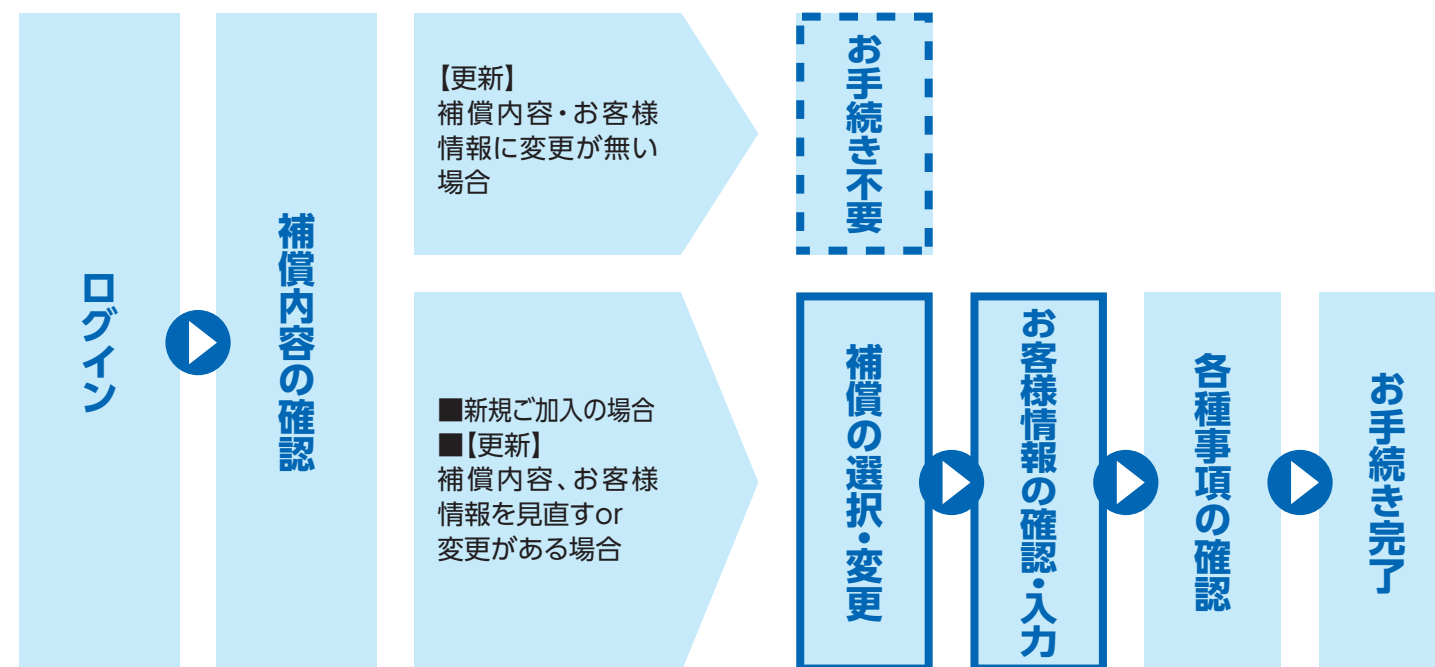 ログイン
補償内容の確認
【更新】
補償内容・お客様
情報に変更が無い
場合
お手続き不要
■新規ご加入の場合
■【更新】
補償内容、お客様
情報を見直すor
変更がある場合
補償の選択・変更
お客様情報の確認・入力
各種事項の確認
お手続き完了